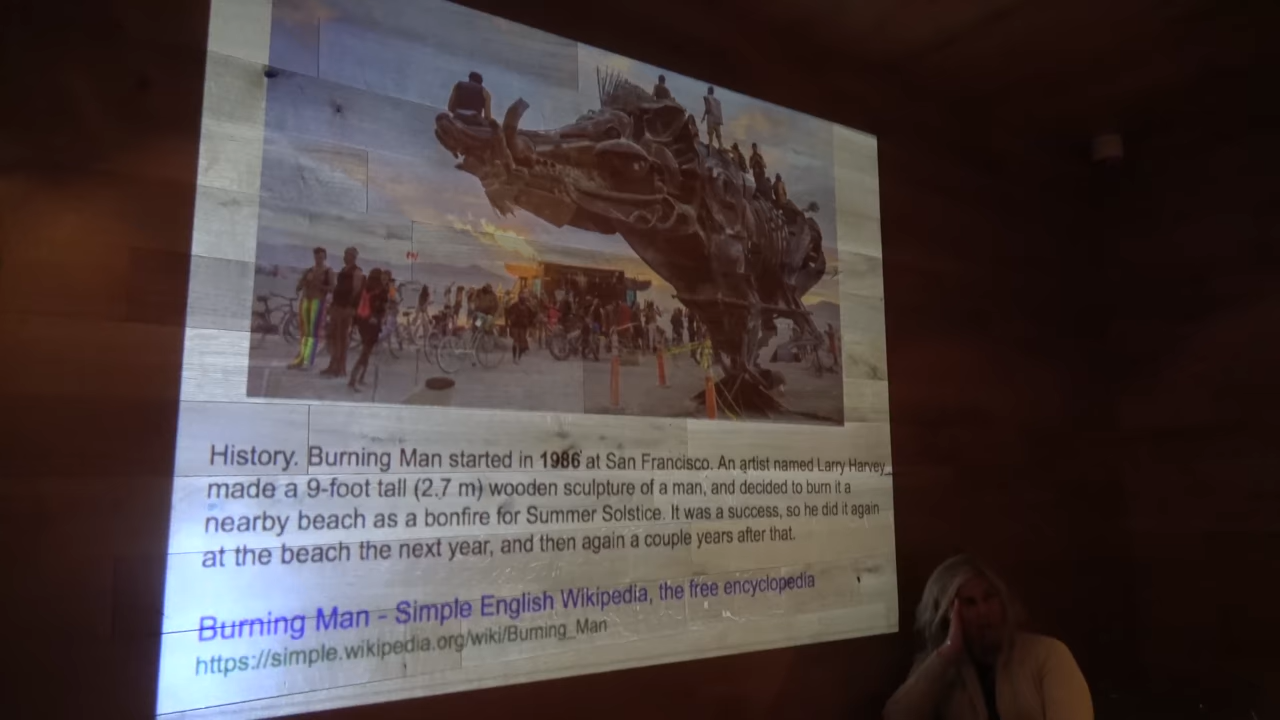 History. Burning Man started in 1986 at San Francisco. An artist named Larry Harvey
made a 9-foot tall (2.7 m) wooden sculpture of a man, and decided to burn it a
nearby beach as a bonfire for Summer Solstice. It was a success, so he did it again
at the beach the next year, and then again a couple years after that.
Burning Man - Simple English Wikipedia, the free encyclopedia
https://simple.wikipedia.org/wiki/Burning_Man